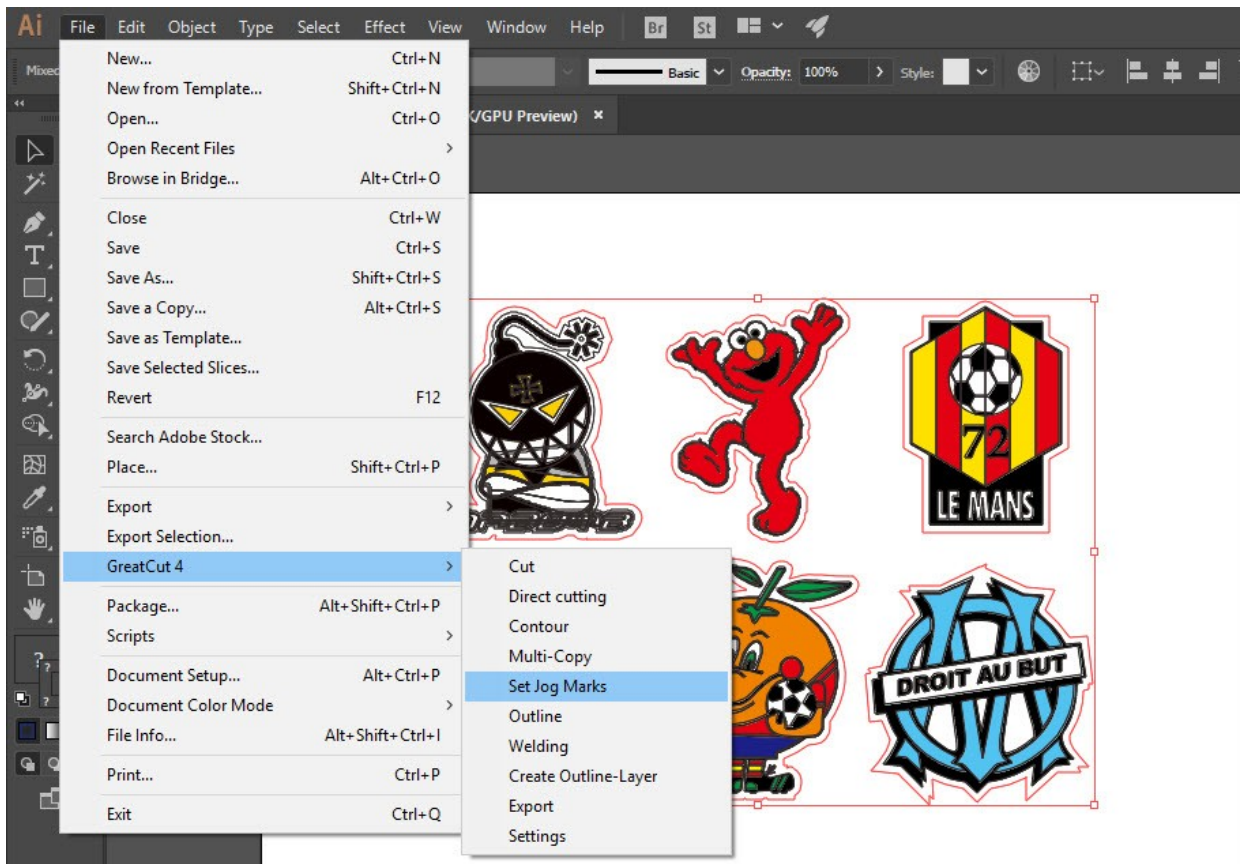 Ai File Edit Object Type Select Effect View Window Help Br St
Mixed Basic Opacity: 100% Style:
/GPU Preview) ×
New... Ctrl+N
New from Template... Shift+Ctrl+N
Open... Ctrl+O
Open Recent Files
Browse in Bridge... Alt+Ctrl+O
Close Ctrl+W
Save Ctrl+S
Save As... Shift+Ctrl+S
Save a Copy... Alt+Ctrl+S
Save as Template...
Save Selected Slices...
Revert F12
Search Adobe Stock...
Place... Shift+Ctrl+P
Export
Export Selection...
GreatCut 4
Package... Alt+Shift+Ctrl+P
Scripts
Document Setup... Alt+Ctrl+P
Document Color Mode
File Info... Alt+Shift+Ctrl+I
Print... Ctrl+P
Exit Ctrl+Q
Cut
Direct cutting
Contour
Multi-Copy
Set Jog Marks
Outline
Welding
Create Outline-Layer
Export
Settings
72
LE MANS
DROIT AU BUT